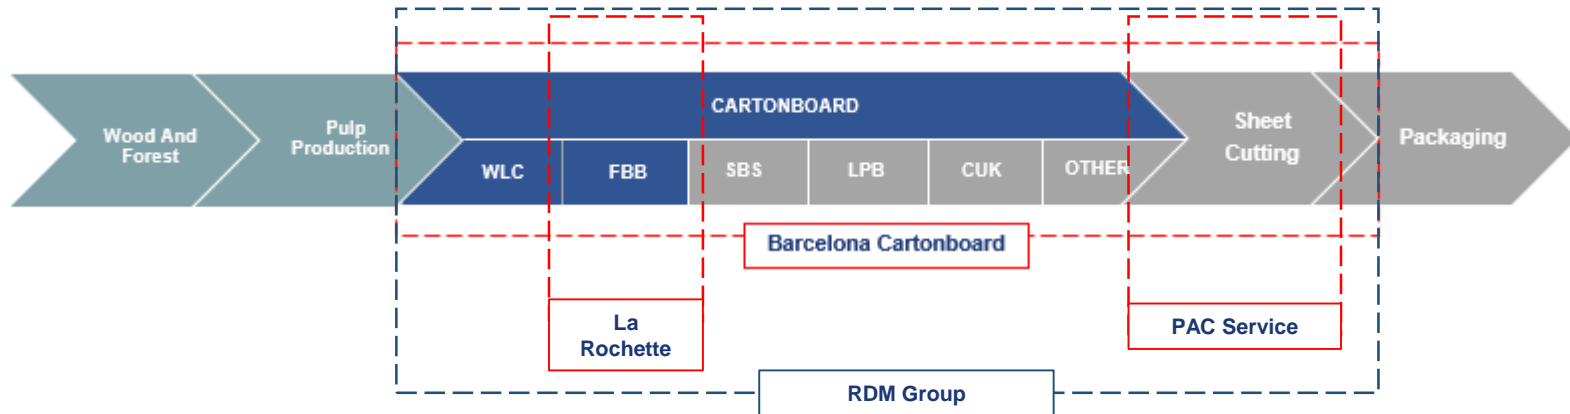 CARTONBOARD
Wood And
Forest
Pulp
Production
WLC
FBB
SBS
LPB
CUK
OTHER
Sheet
Cutting
Packaging
Barcelona Cartonboard
La
Rochette
PAC Service
RDM Group